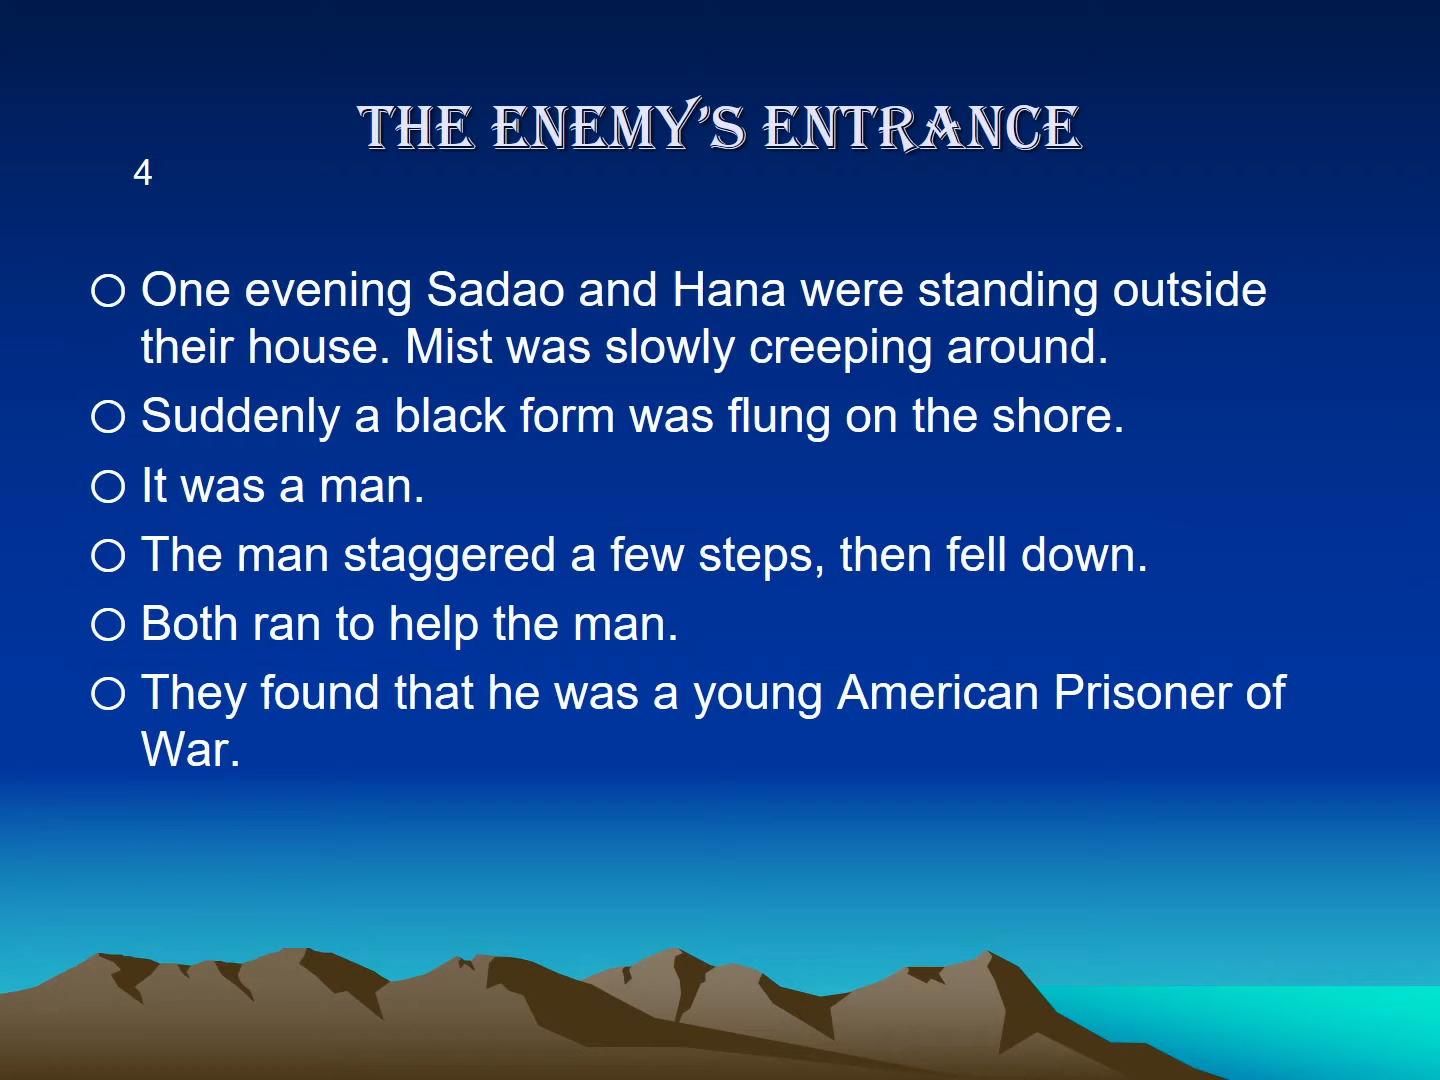 THE ENEMY’S ENTRANCE
4
One evening Sadao and Hana were standing outside
their house. Mist was slowly creeping around.
Suddenly a black form was flung on the shore.
It was a man.
The man staggered a few steps, then fell down.
Both ran to help the man.
They found that he was a young American Prisoner of
War.